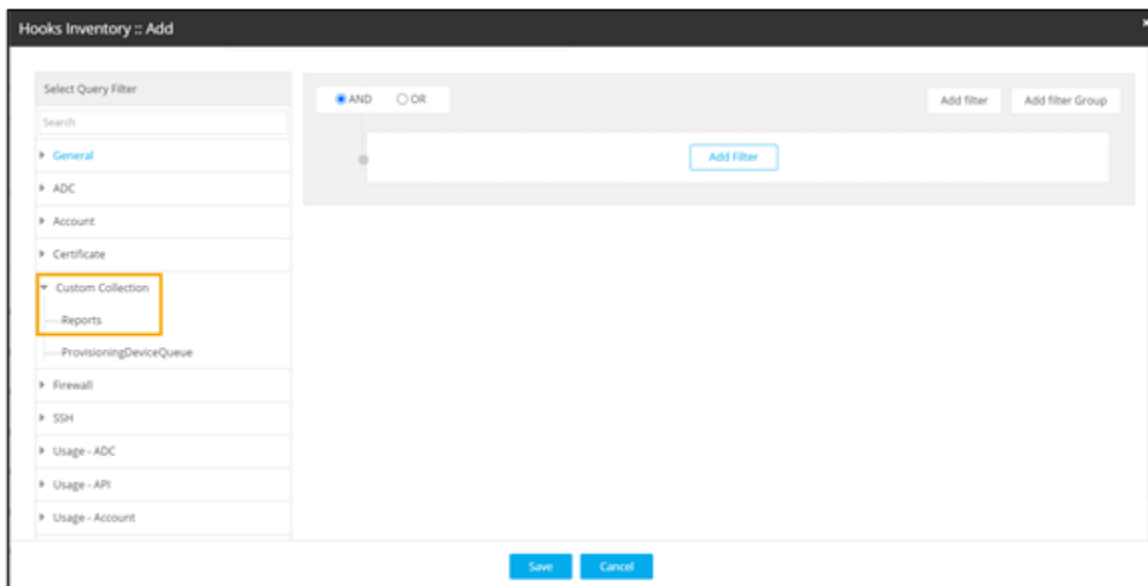 Hooks Inventory :: Add
Select Query Filter
Search
General
ADC
Account
Certificate
Custom Collection
Reports
ProvisioningDeviceQueue
Firewall
SSH
Usage - ADC
Usage - API
Usage - Account
AND OR
Add filter Add filter Group
Add Filter
Save Cancel